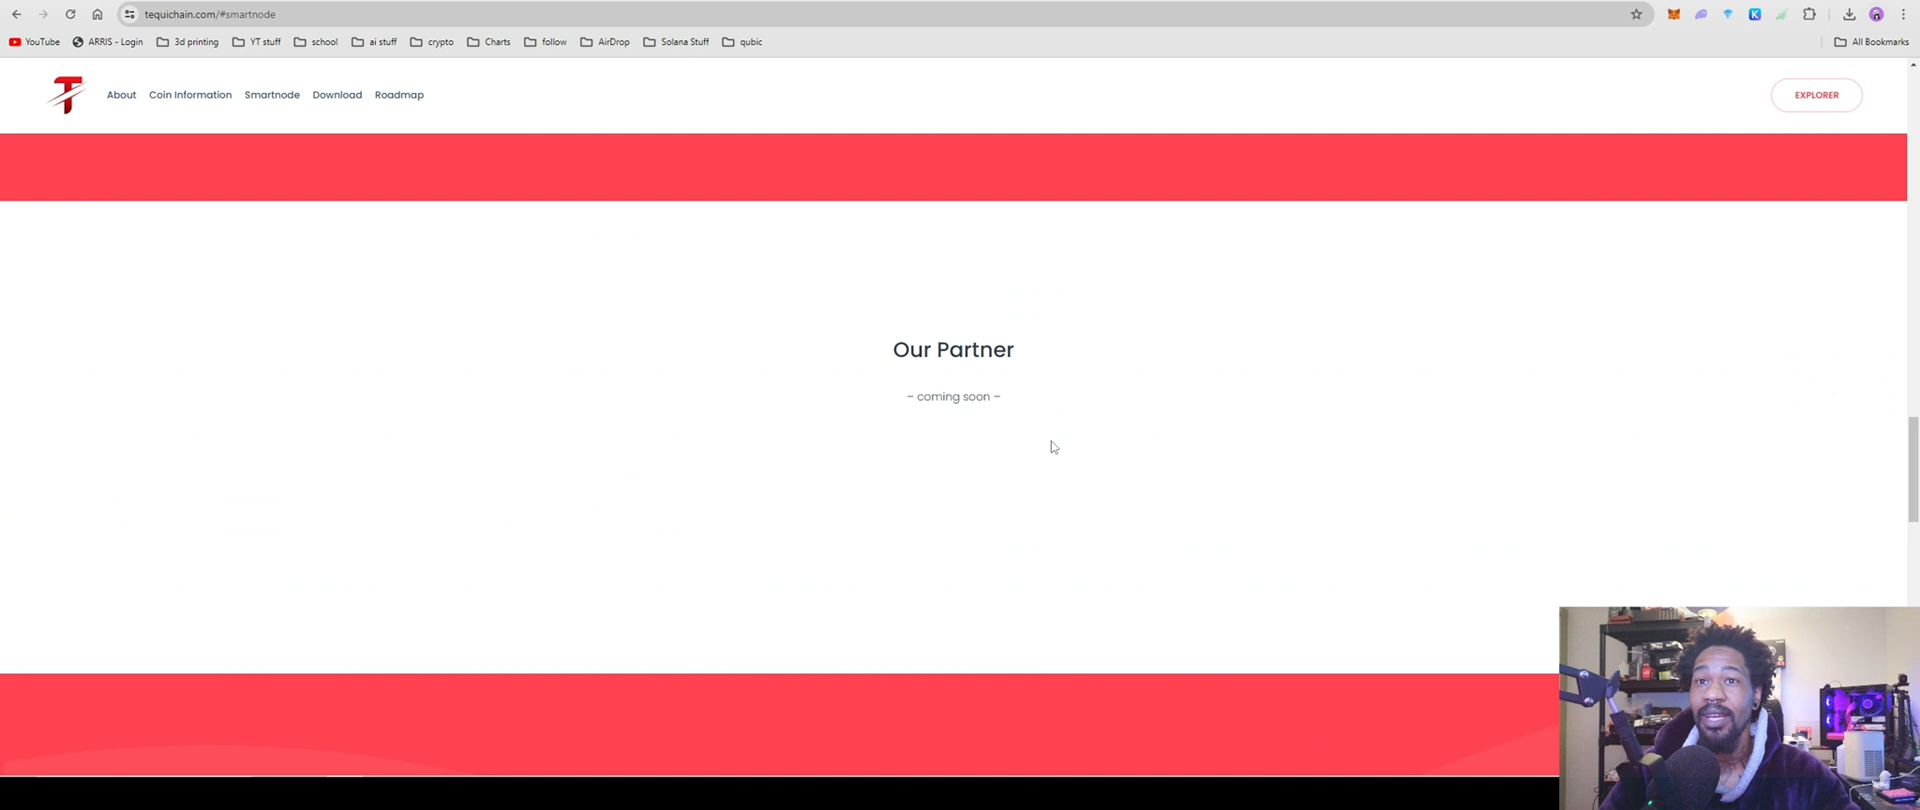 tequichain.com/#smartnode
YouTube ARRIS - Login 3d printing YT stuff school ai stuff crypto Charts follow AirDrop Solana Stuff qubic All Bookmarks
T About Coin Information Smartnode Download Roadmap EXPLORER
Our Partner
– coming soon –